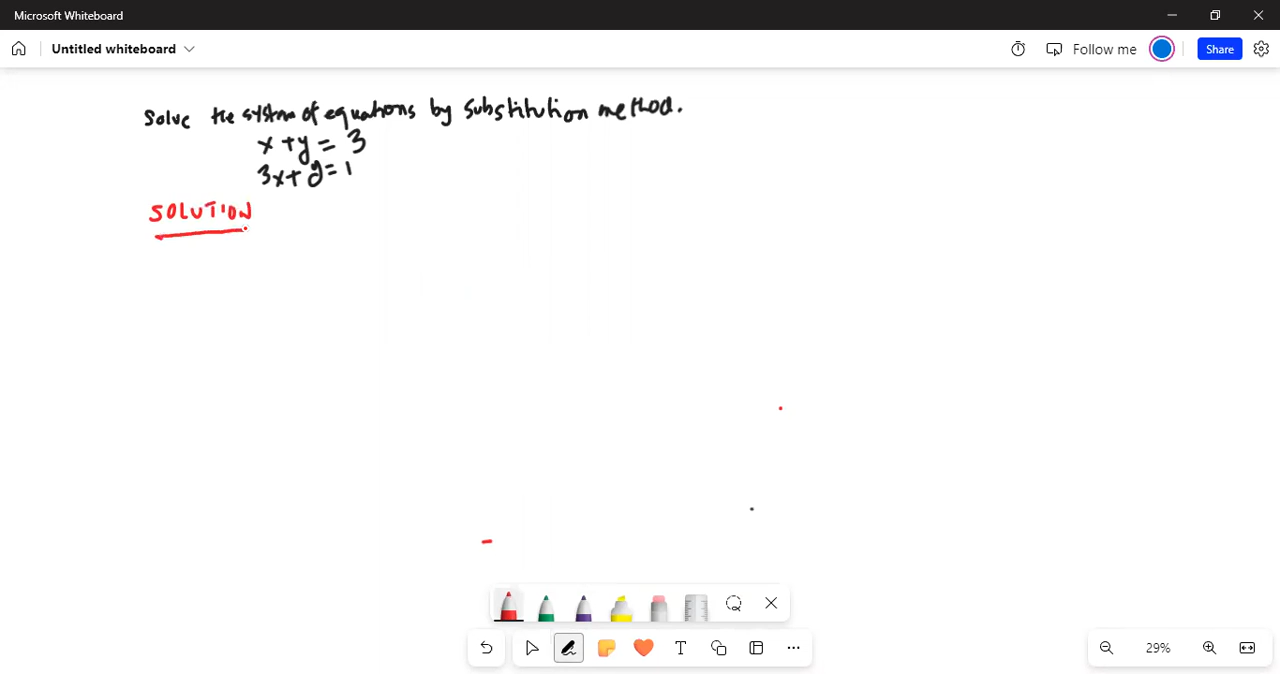 Microsoft Whiteboard
Untitled whiteboard
Follow me
Share
Solve the system of equations by substitution method.
x + y = 3
3x + y = 1
SOLUTION
T
29%